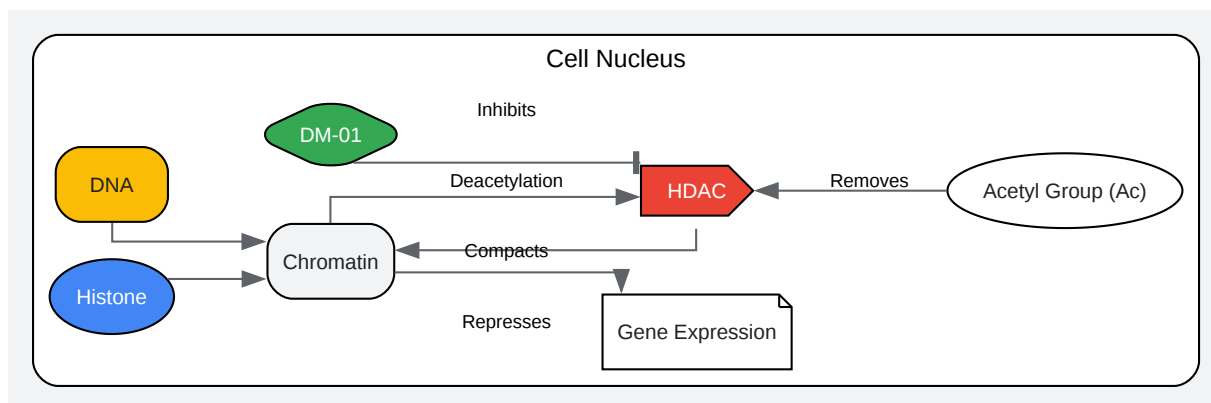 Cell Nucleus
Inhibits
DM-01
Deacetylation
Removes
DNA
HDAC
Acetyl Group (Ac)
Compacts
Chromatin
Histone
Represses
Gene Expression